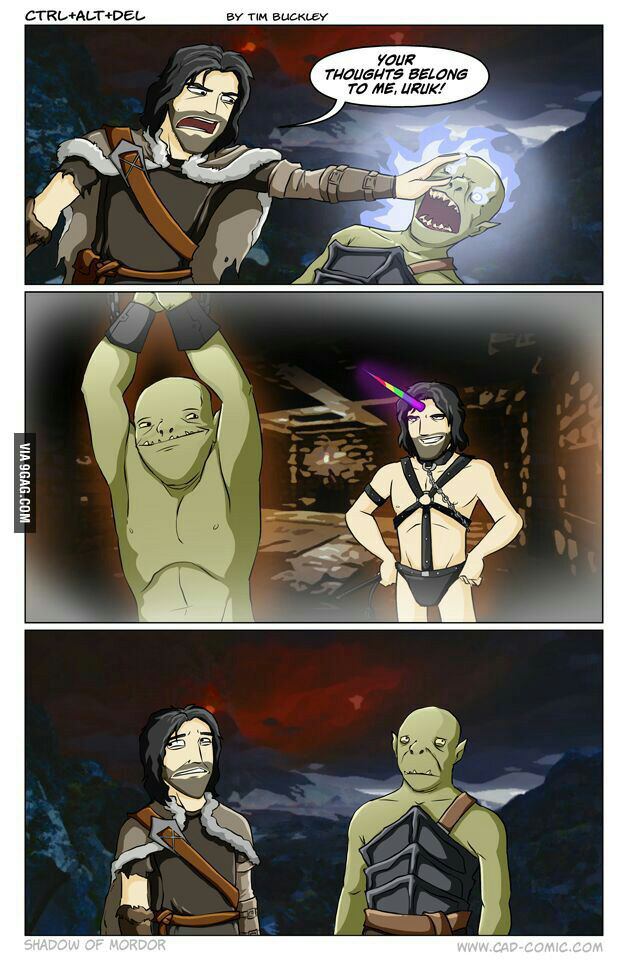 CTRL+ALT+DEL BY TIM BUCKLEY
YOUR
THOUGHTS BELONG
TO ME, URUK!
VIA 9GAG.COM
SHADOW OF MORDOR WWW.CAD-COMIC.COM